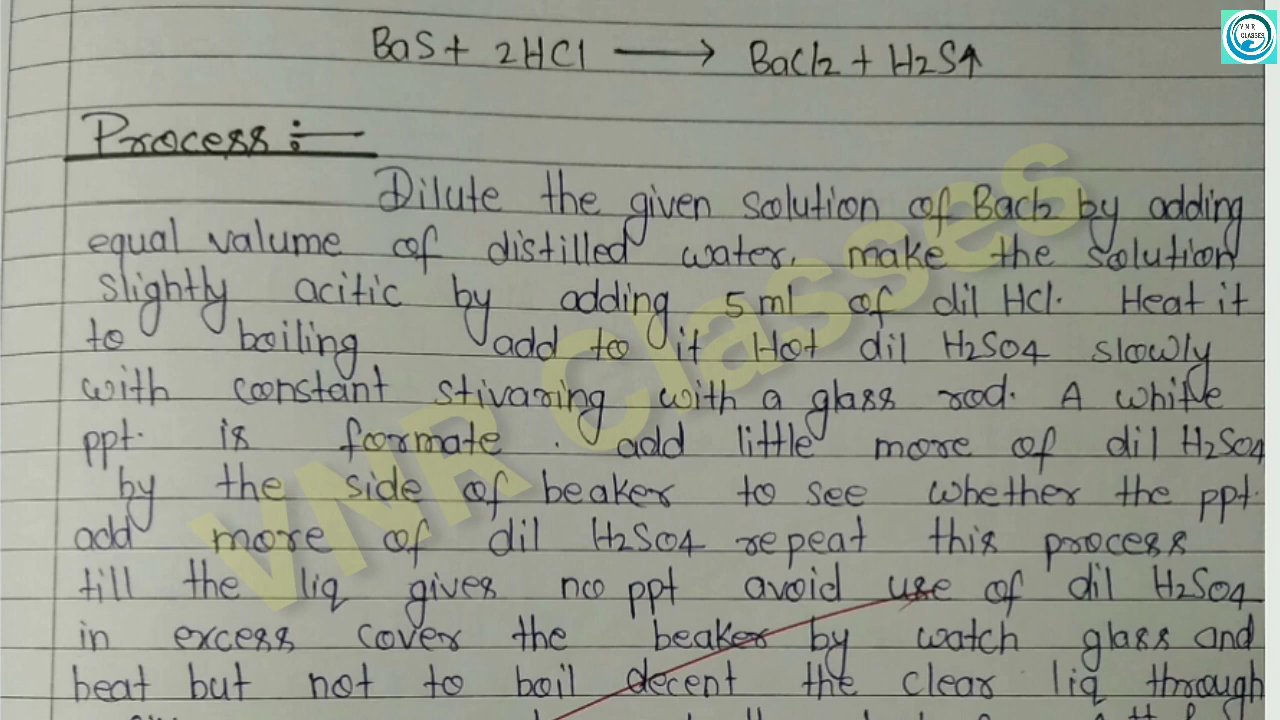 BaS + 2HCl ⟶ BaCl2 + H2S↑
VNR CLASSES
Process :-
Dilute the given solution of Bacl2 by adding
equal valume of distilled water. make the solution
slightly acitic by adding 5 ml of dil HCl. Heat it
to boiling add to it Hot dil H2SO4 slowly
with constant stivaring with a glass rod. A white
ppt. is formate . add little more of dil H2SO4
by the side of beaker to see whether the ppt.
add more of dil H2SO4 repeat this process
till the liq gives no ppt avoid use of dil H2SO4
in excess cover the beaker by watch glass and
beat but not to boil decent the clear liq through
VNR Classes